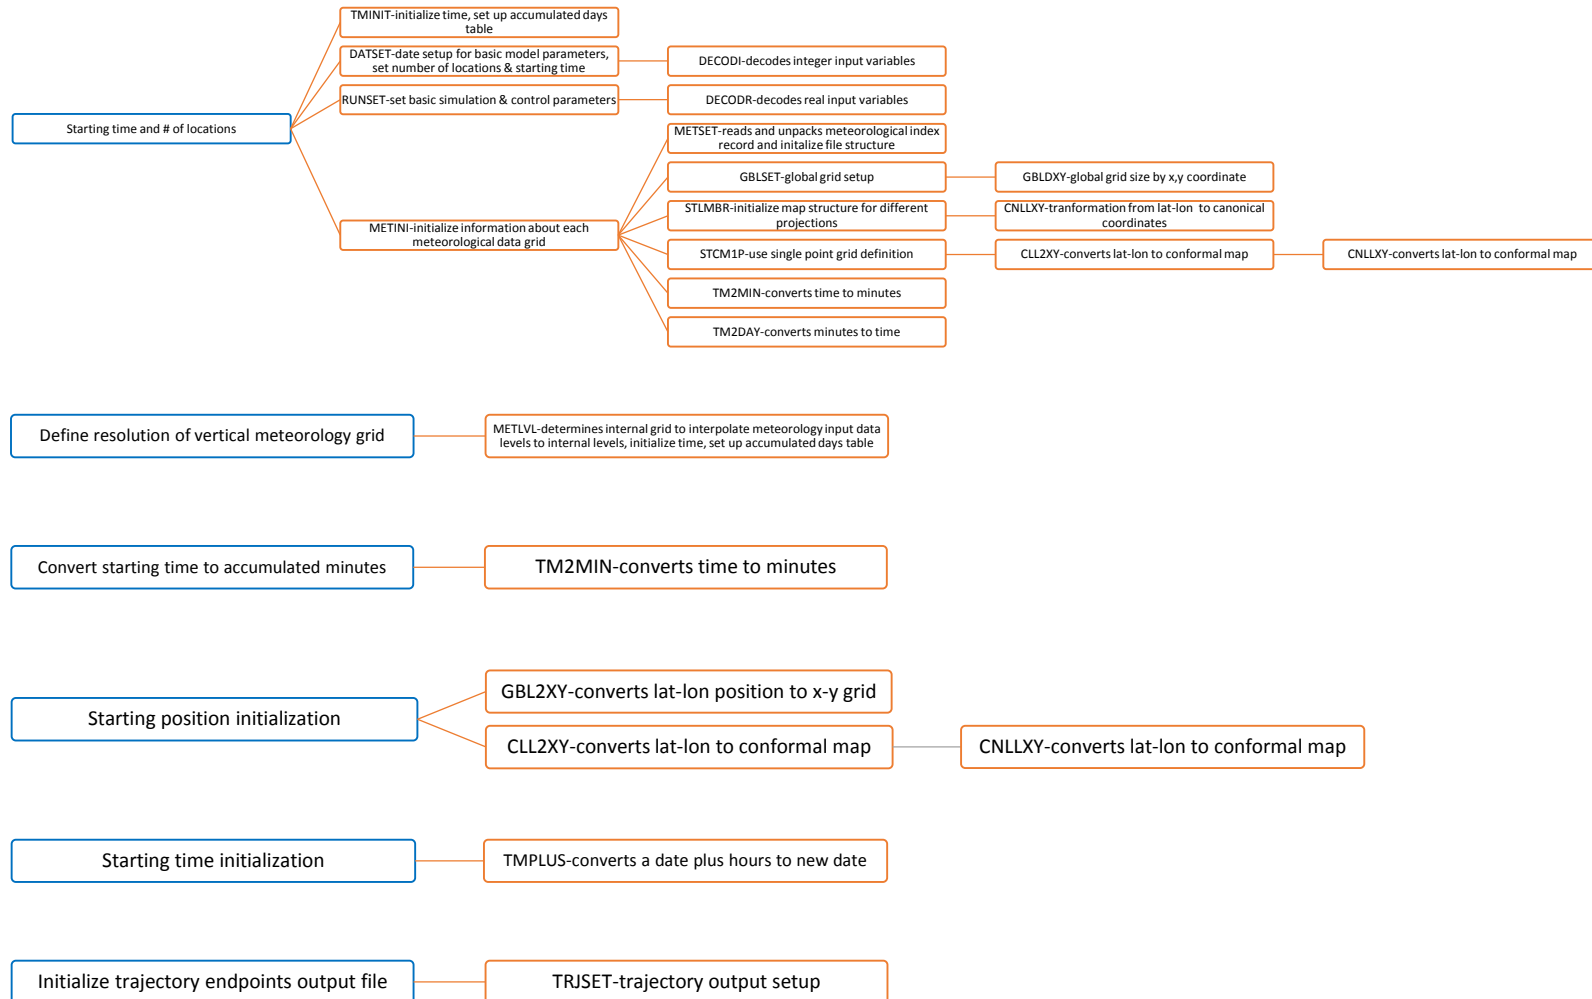 TMINIT-initialize time, set up accumulated days
table
DATSET-date setup for basic model parameters,
set number of locations & starting time
DECODI-decodes integer input variables
RUNSET-set basic simulation & control parameters
DECODR-decodes real input variables
Starting time and # of locations
METSET-reads and unpacks meteorological index
record and initalize file structure
GBLSET-global grid setup
GBLDXY-global grid size by x,y coordinate
STLMBR-initialize map structure for different
projections
CNLLXY-tranformation from lat-lon to canonical
coordinates
METINI-initialize information about each
meteorological data grid
STCM1P-use single point grid definition
CLL2XY-converts lat-lon to conformal map
CNLLXY-converts lat-lon to conformal map
TM2MIN-converts time to minutes
TM2DAY-converts minutes to time
Define resolution of vertical meteorology grid
METLVL-determines internal grid to interpolate meteorology input data
levels to internal levels, initialize time, set up accumulated days table
Convert starting time to accumulated minutes
TM2MIN-converts time to minutes
Starting position initialization
GBL2XY-converts lat-lon position to x-y grid
CLL2XY-converts lat-lon to conformal map
CNLLXY-converts lat-lon to conformal map
Starting time initialization
TMPLUS-converts a date plus hours to new date
Initialize trajectory endpoints output file
TRJSET-trajectory output setup